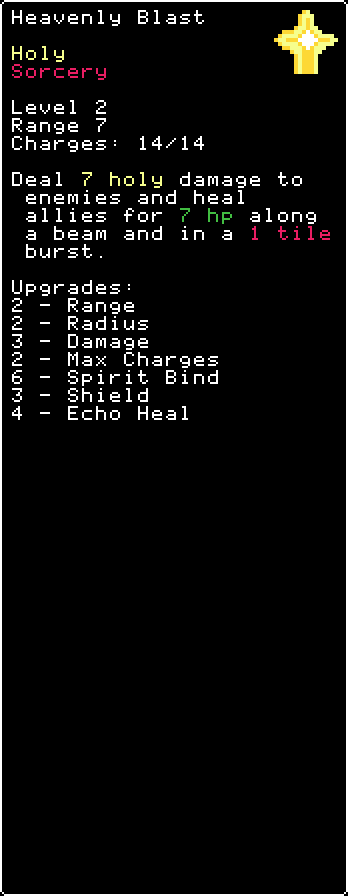 Heavenly Blast
Holy
Sorcery
Level 2
Range 7
Charges: 14/14
Deal 7 holy damage to
enemies and heal
allies for 7 hp along
a beam and in a 1 tile
burst.
Upgrades:
2 - Range
2 - Radius
3 - Damage
2 - Max Charges
6 - Spirit Bind
3 - Shield
4 - Echo Heal